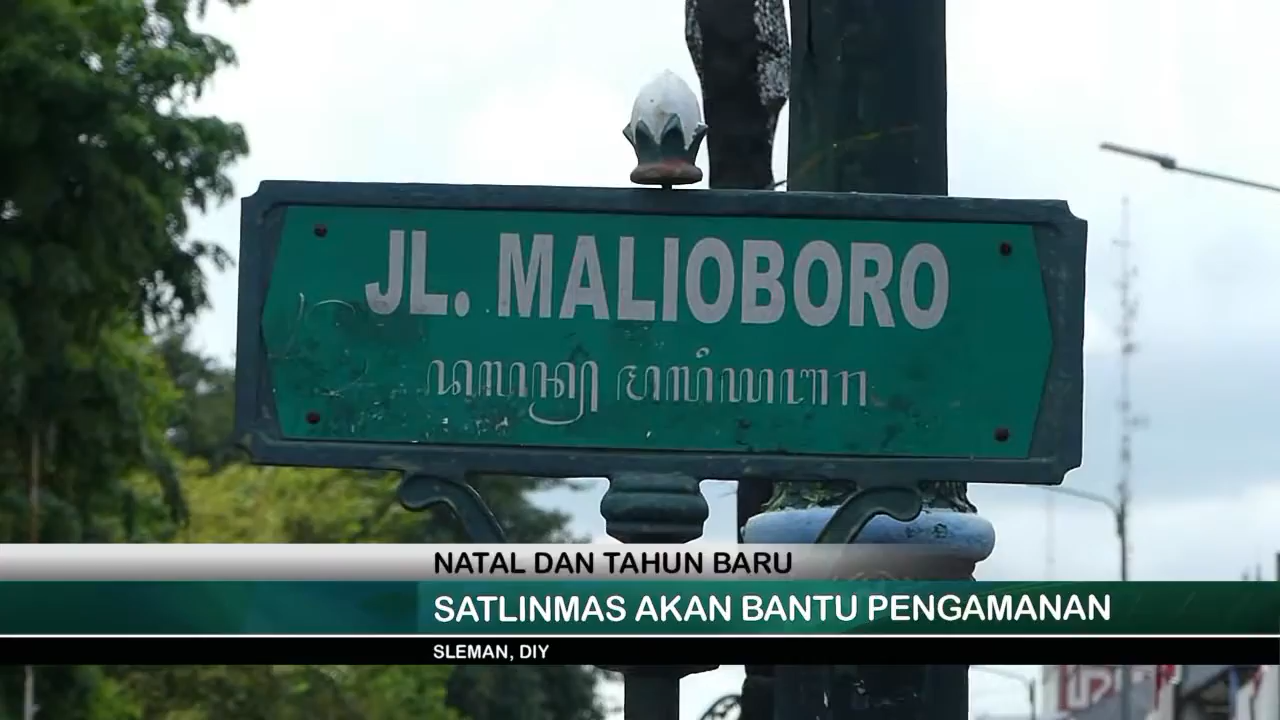 JL. MALIOBORO
NATAL DAN TAHUN BARU
SATLINMAS AKAN BANTU PENGAMANAN
SLEMAN, DIY